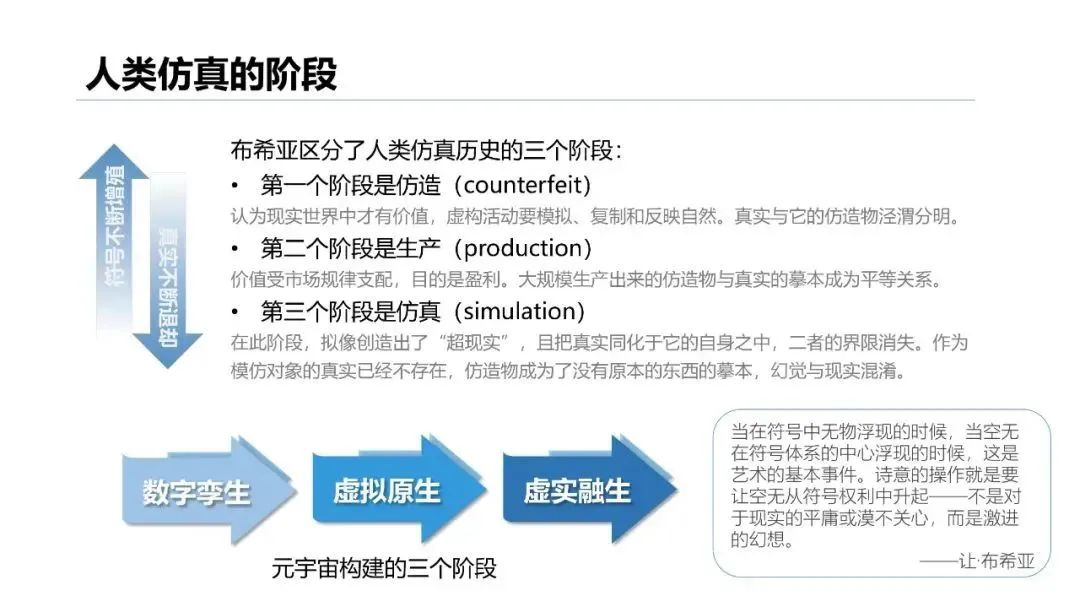 人类仿真的阶段
符号不断增殖
真实不断退却
布希亚区分了人类仿真历史的三个阶段：
• 第一个阶段是仿造（counterfeit）
认为现实世界中才有价值，虚构活动要模拟、复制和反映自然。真实与它的仿造物泾渭分明。
• 第二个阶段是生产（production）
价值受市场规律支配，目的是盈利。大规模生产出来的仿造物与真实的摹本成为平等关系。
• 第三个阶段是仿真（simulation）
在此阶段，拟像创造出了“超现实”，且把真实同化于它的自身之中，二者的界限消失。作为
模仿对象的真实已经不存在，仿造物成为了没有原本的东西的摹本，幻觉与现实混淆。
数字孪生
虚拟原生
虚实融生
元宇宙构建的三个阶段
当在符号中无物浮现的时候，当空无
在符号体系的中心浮现的时候，这是
艺术的基本事件。诗意的操作就是要
让空无从符号权利中升起——不是对
于现实的平庸或漠不关心，而是激进
的幻想。
——让·布希亚